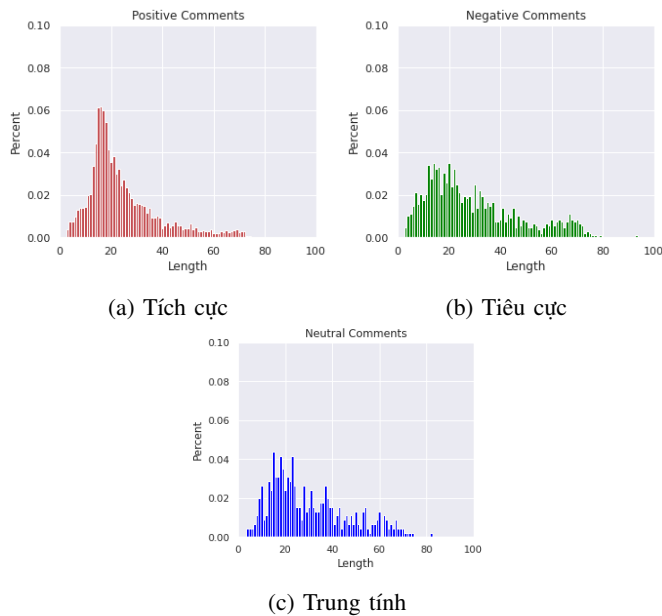 Positive Comments
0.10
0.08
0.06
0.04
0.02
0.00
Percent
0 20 40 60 80 100
Length
(a) Tích cực
Negative Comments
0.10
0.08
0.06
0.04
0.02
0.00
Percent
0 20 40 60 80 100
Length
(b) Tiêu cực
Neutral Comments
0.10
0.08
0.06
0.04
0.02
0.00
Percent
0 20 40 60 80 100
Length
(c) Trung tính